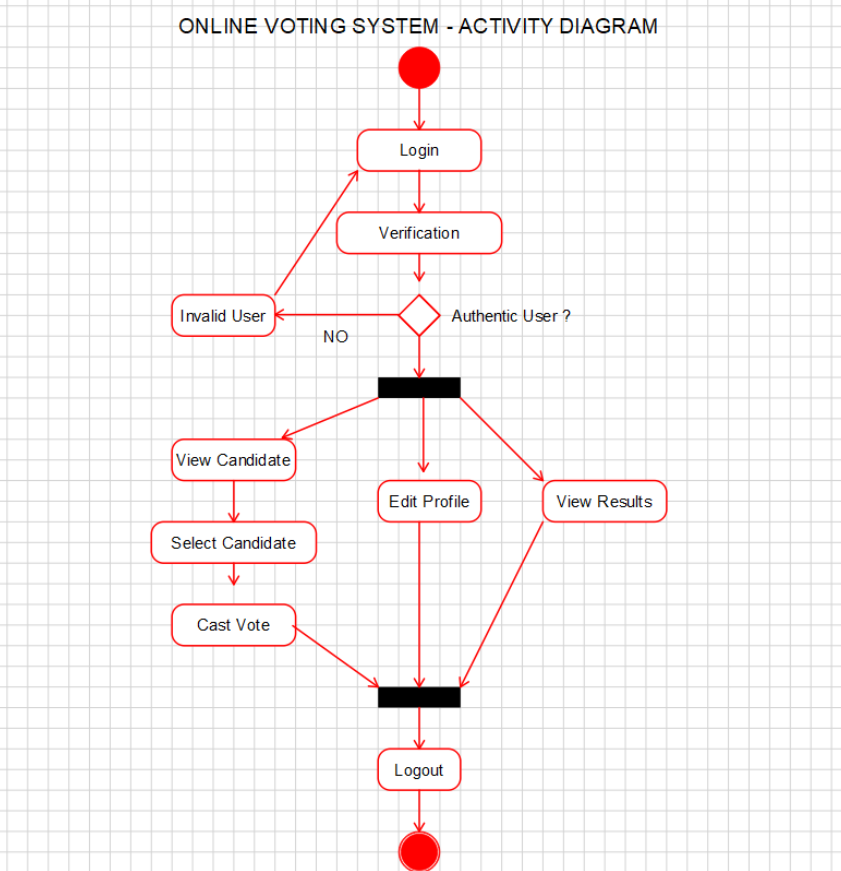 ONLINE VOTING SYSTEM - ACTIVITY DIAGRAM
Login
Verification
Invalid User
Authentic User ?
NO
View Candidate
Edit Profile
View Results
Select Candidate
Cast Vote
Logout